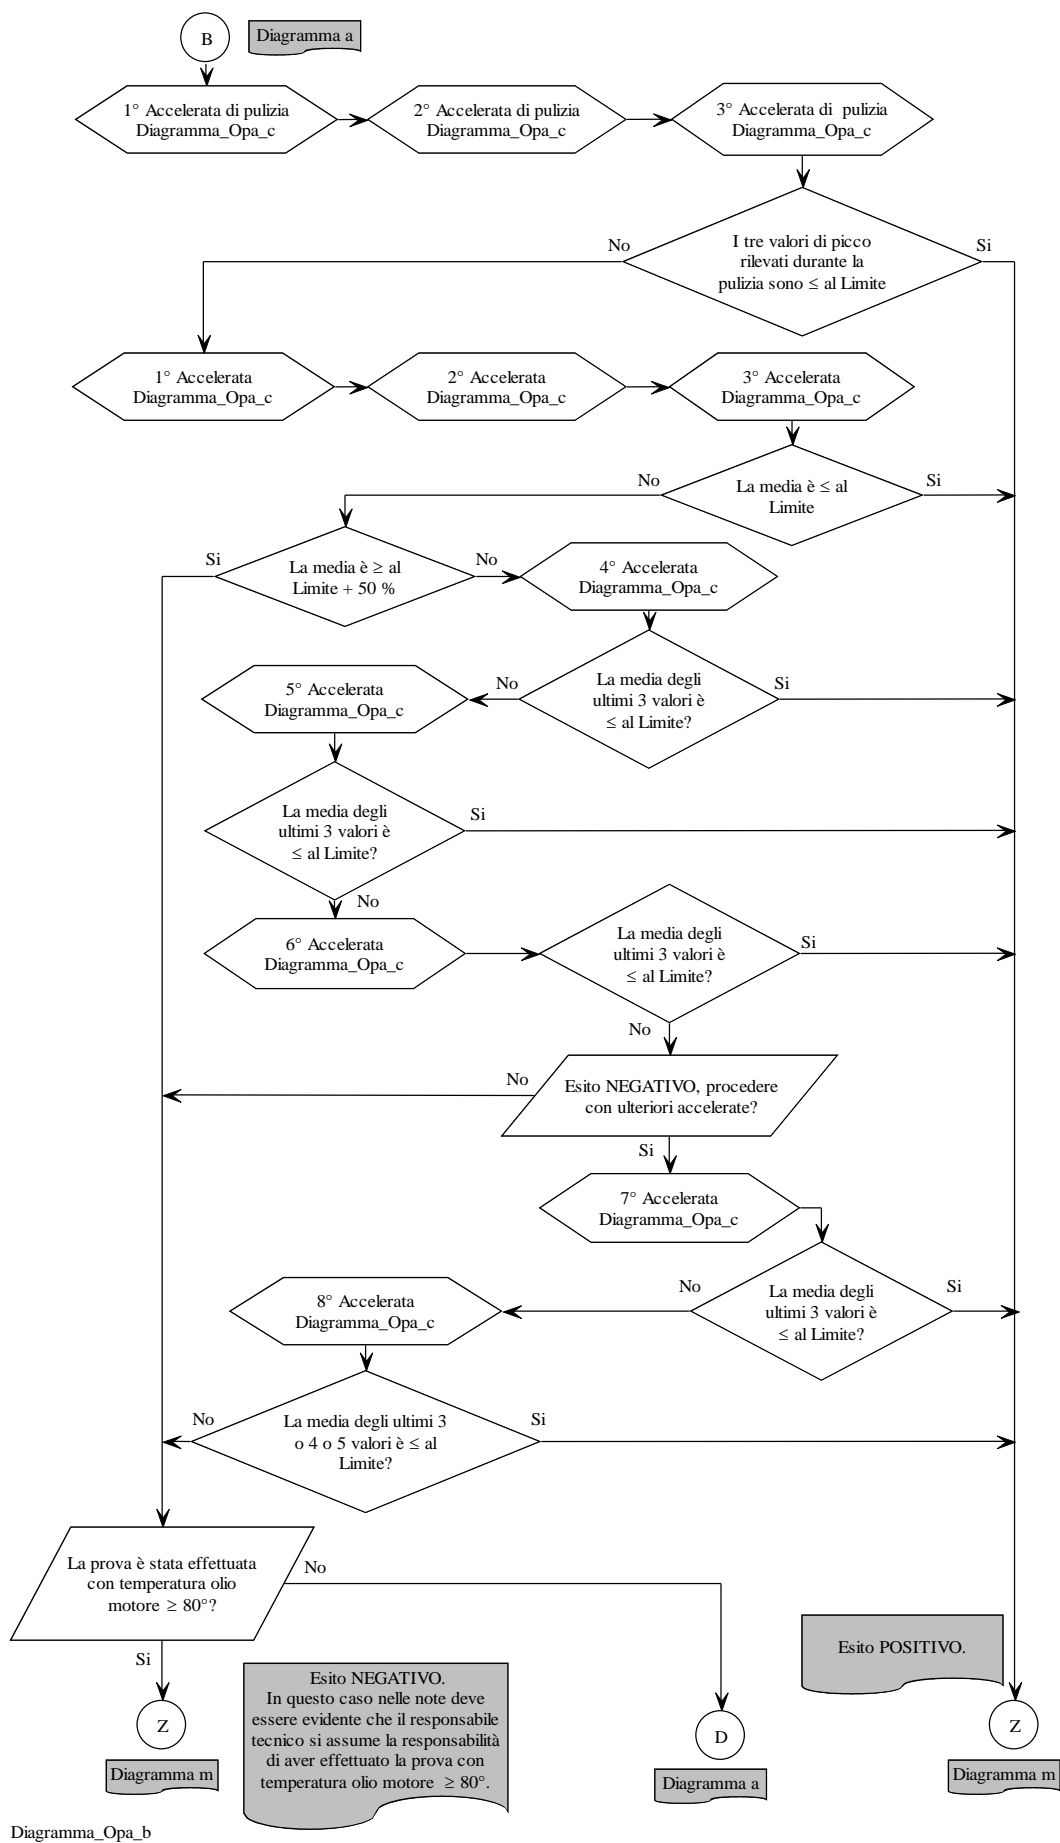 B
Diagramma a
1° Accelerata di pulizia
Diagramma_Opa_c
2° Accelerata di pulizia
Diagramma_Opa_c
3° Accelerata di pulizia
Diagramma_Opa_c
No
I tre valori di picco
rilevati durante la
pulizia sono ≤ al Limite
Si
1° Accelerata
Diagramma_Opa_c
2° Accelerata
Diagramma_Opa_c
3° Accelerata
Diagramma_Opa_c
No
La media è ≤ al
Limite
Si
Si
La media è ≥ al
Limite + 50 %
No
4° Accelerata
Diagramma_Opa_c
5° Accelerata
Diagramma_Opa_c
No
La media degli
ultimi 3 valori è
≤ al Limite?
Si
La media degli
ultimi 3 valori è
≤ al Limite?
Si
No
6° Accelerata
Diagramma_Opa_c
La media degli
ultimi 3 valori è
≤ al Limite?
Si
No
No
Esito NEGATIVO, procedere
con ulteriori accelerate?
Si
7° Accelerata
Diagramma_Opa_c
8° Accelerata
Diagramma_Opa_c
No
La media degli
ultimi 3 valori è
≤ al Limite?
Si
No
La media degli ultimi 3
o 4 o 5 valori è ≤ al
Limite?
Si
La prova è stata effettuata
con temperatura olio
motore ≥ 80°?
No
Si
Esito NEGATIVO.
In questo caso nelle note deve
essere evidente che il responsabile
tecnico si assume la responsabilità
di aver effettuato la prova con
temperatura olio motore ≥ 80°.
Esito POSITIVO.
Z
Diagramma m
D
Diagramma a
Z
Diagramma m
Diagramma_Opa_b